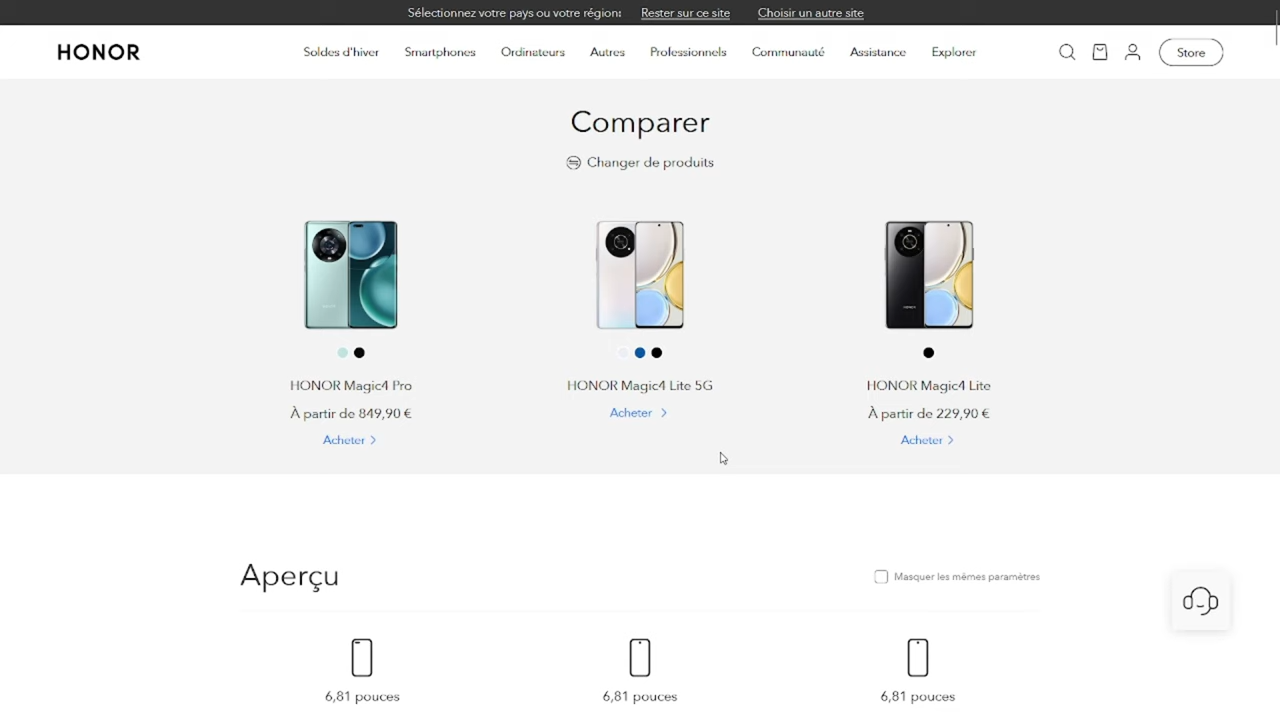 Sélectionnez votre pays ou votre région: Rester sur ce site Choisir un autre site
HONOR Soldes d'hiver Smartphones Ordinateurs Autres Professionnels Communauté Assistance Explorer Store
Comparer
Changer de produits
HONOR Magic4 Pro HONOR Magic4 Lite 5G HONOR Magic4 Lite
À partir de 849,90 € Acheter > À partir de 229,90 €
Acheter > Acheter >
Aperçu Masquer les mêmes paramètres
6,81 pouces 6,81 pouces 6,81 pouces